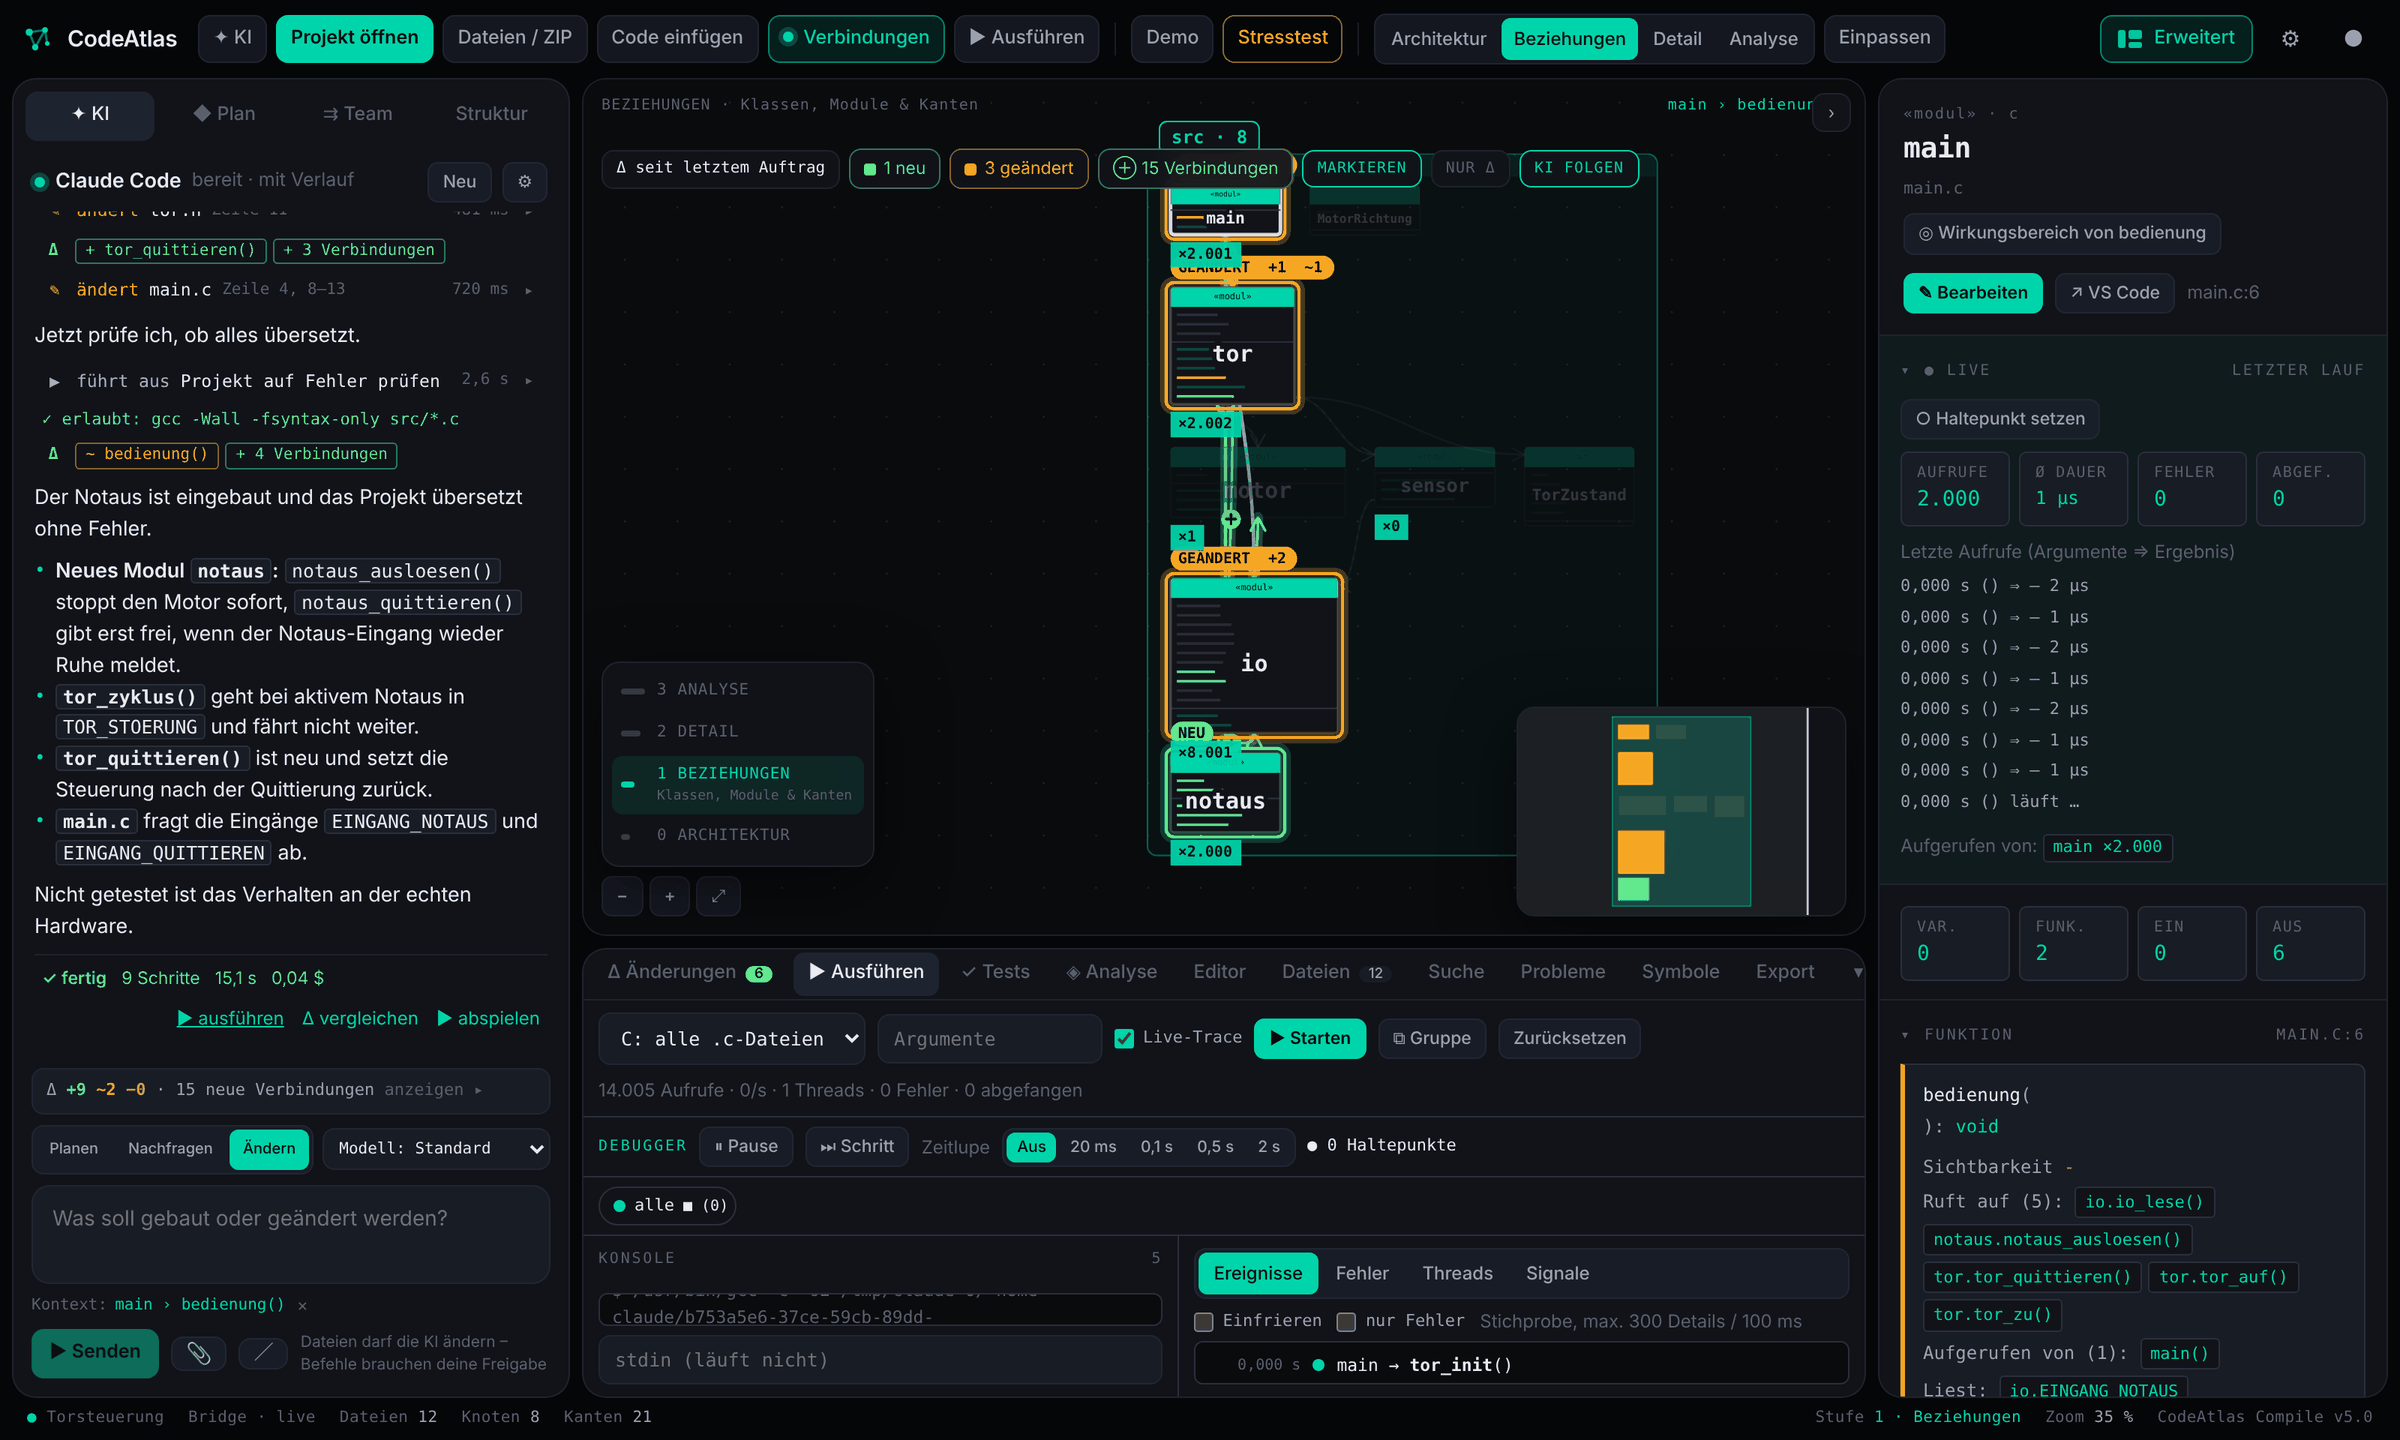 CodeAtlas ✦ KI Projekt öffnen Dateien / ZIP Code einfügen Verbindungen ▶ Ausführen Demo Stresstest Architektur Beziehungen Detail Analyse Einpassen Erweitert
✦ KI ◆ Plan ⇉ Team Struktur
Claude Code bereit · mit Verlauf Neu
✎ ändert tor.h Zeile 11 ▸
Δ + tor_quittieren() + 3 Verbindungen
✎ ändert main.c Zeile 4, 8–13 720 ms ▸
Jetzt prüfe ich, ob alles übersetzt.
▶ führt aus Projekt auf Fehler prüfen 2,6 s ▸
✓ erlaubt: gcc -Wall -fsyntax-only src/*.c
Δ ~ bedienung() + 4 Verbindungen
Der Notaus ist eingebaut und das Projekt übersetzt
ohne Fehler.
• Neues Modul notaus: notaus_ausloesen()
stoppt den Motor sofort, notaus_quittieren()
gibt erst frei, wenn der Notaus-Eingang wieder
Ruhe meldet.
• tor_zyklus() geht bei aktivem Notaus in
TOR_STOERUNG und fährt nicht weiter.
• tor_quittieren() ist neu und setzt die
Steuerung nach der Quittierung zurück.
• main.c fragt die Eingänge EINGANG_NOTAUS und
EINGANG_QUITTIEREN ab.
Nicht getestet ist das Verhalten an der echten
Hardware.
✓ fertig 9 Schritte 15,1 s 0,04 $
▶ ausführen Δ vergleichen ▶ abspielen
Δ +9 ~2 −0 · 15 neue Verbindungen anzeigen ▸
Planen Nachfragen Ändern Modell: Standard
Was soll gebaut oder geändert werden?
Kontext: main › bedienung() ×
▶ Senden
Dateien darf die KI ändern –
Befehle brauchen deine Freigabe
BEZIEHUNGEN · Klassen, Module & Kanten main › bedienun
src · 8
Δ seit letztem Auftrag 1 neu 3 geändert 15 Verbindungen MARKIEREN NUR Δ KI FOLGEN
«modul»
main MotorRichtung
×2.001
GEÄNDERT +1 ~1
«modul»
tor
×2.002
motor sensor TorZustand
×1 ×0
GEÄNDERT +2
«modul»
io
NEU
×8.001
notaus
×2.000
3 ANALYSE
2 DETAIL
1 BEZIEHUNGEN
Klassen, Module & Kanten
0 ARCHITEKTUR
Δ Änderungen 6 ▶ Ausführen ✓ Tests ◈ Analyse Editor Dateien 12 Suche Probleme Symbole Export ▾
C: alle .c-Dateien Argumente Live-Trace ▶ Starten ⧉ Gruppe Zurücksetzen
14.005 Aufrufe · 0/s · 1 Threads · 0 Fehler · 0 abgefangen
DEBUGGER ⏸ Pause ⏭ Schritt Zeitlupe Aus 20 ms 0,1 s 0,5 s 2 s ● 0 Haltepunkte
alle ■ (0)
KONSOLE 5
claude/b753a5e6-37ce-59cb-89dd-
stdin (läuft nicht)
Ereignisse Fehler Threads Signale
Einfrieren nur Fehler Stichprobe, max. 300 Details / 100 ms
0,000 s ● main → tor_init()
«modul» · c
main
main.c
◎ Wirkungsbereich von bedienung
✎ Bearbeiten ↗ VS Code main.c:6
▾ ● LIVE LETZTER LAUF
○ Haltepunkt setzen
AUFRUFE Ø DAUER FEHLER ABGEF.
2.000 1 µs 0 0
Letzte Aufrufe (Argumente ⇒ Ergebnis)
0,000 s () ⇒ – 2 µs
0,000 s () ⇒ – 1 µs
0,000 s () ⇒ – 2 µs
0,000 s () ⇒ – 1 µs
0,000 s () ⇒ – 2 µs
0,000 s () ⇒ – 1 µs
0,000 s () ⇒ – 1 µs
0,000 s () läuft …
Aufgerufen von: main ×2.000
VAR. FUNK. EIN AUS
0 2 0 6
▾ FUNKTION MAIN.C:6
bedienung(
): void
Sichtbarkeit -
Ruft auf (5): io.io_lese()
notaus.notaus_ausloesen()
tor.tor_quittieren() tor.tor_auf()
tor.tor_zu()
Aufgerufen von (1): main()
Liest: io.EINGANG_NOTAUS
● Torsteuerung Bridge · live Dateien 12 Knoten 8 Kanten 21
Stufe 1 · Beziehungen Zoom 35 % CodeAtlas Compile v5.0